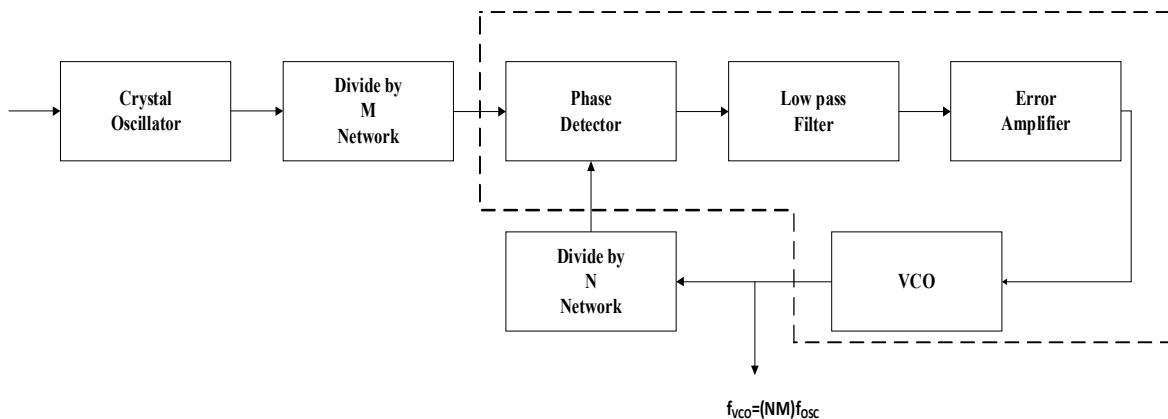 Crystal
Oscillator
Divide by
M
Network
Phase
Detector
Low pass
Filter
Error
Amplifier
Divide by
N
Network
VCO
fVCO=(NM)fOSC